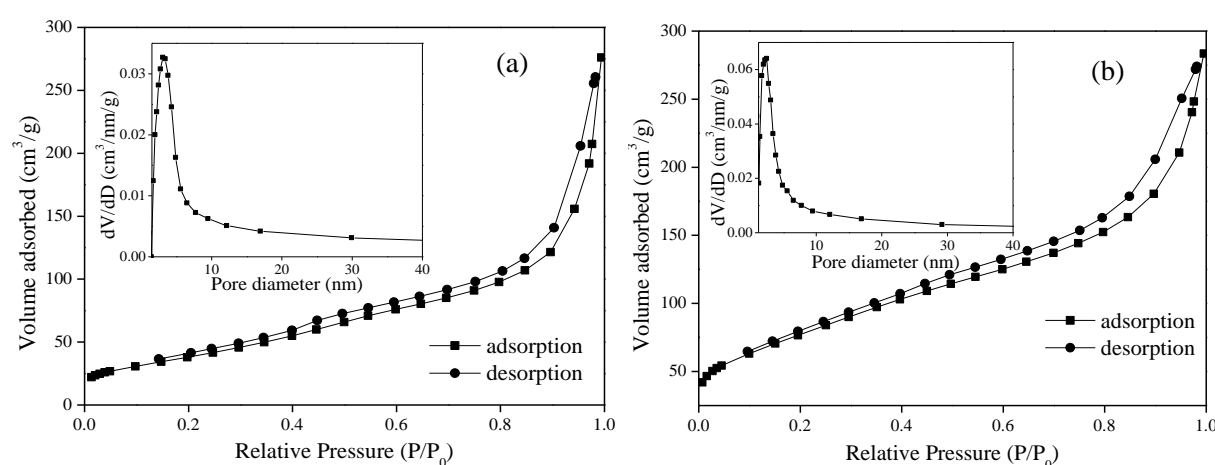 300
250
200
150
100
50
0
Volume adsorbed (cm³/g)
0.0 0.2 0.4 0.6 0.8 1.0
Relative Pressure (P/P₀)
(a)
0.03
0.02
0.01
0.00
dV/dD (cm³/nm/g)
10 20 30 40
Pore diameter (nm)
adsorption
desorption
300
250
200
150
100
50
Volume adsorbed (cm³/g)
0.0 0.2 0.4 0.6 0.8 1.0
Relative Pressure (P/P₀)
(b)
0.06
0.04
0.02
0.00
dV/dD (cm³/nm/g)
10 20 30 40
Pore diameter (nm)
adsorption
desorption